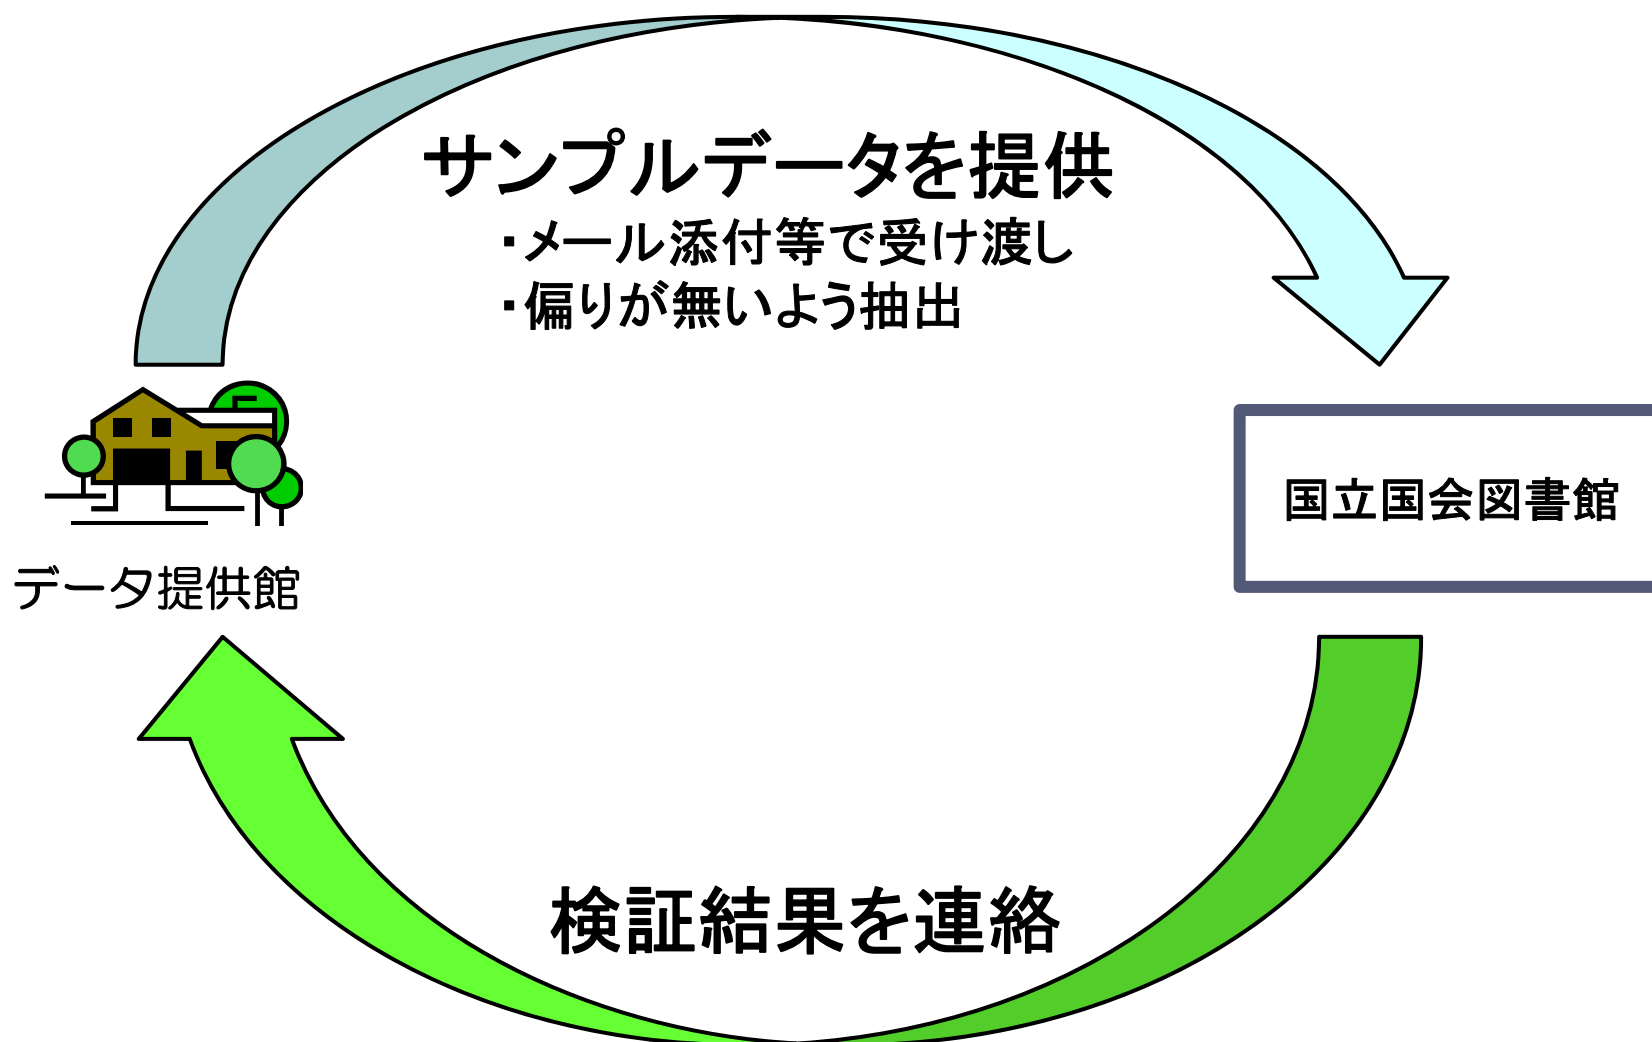 サンプルデータを提供
・メール添付等で受け渡し
・偏りが無いよう抽出
国立国会図書館
データ提供館
検証結果を連絡